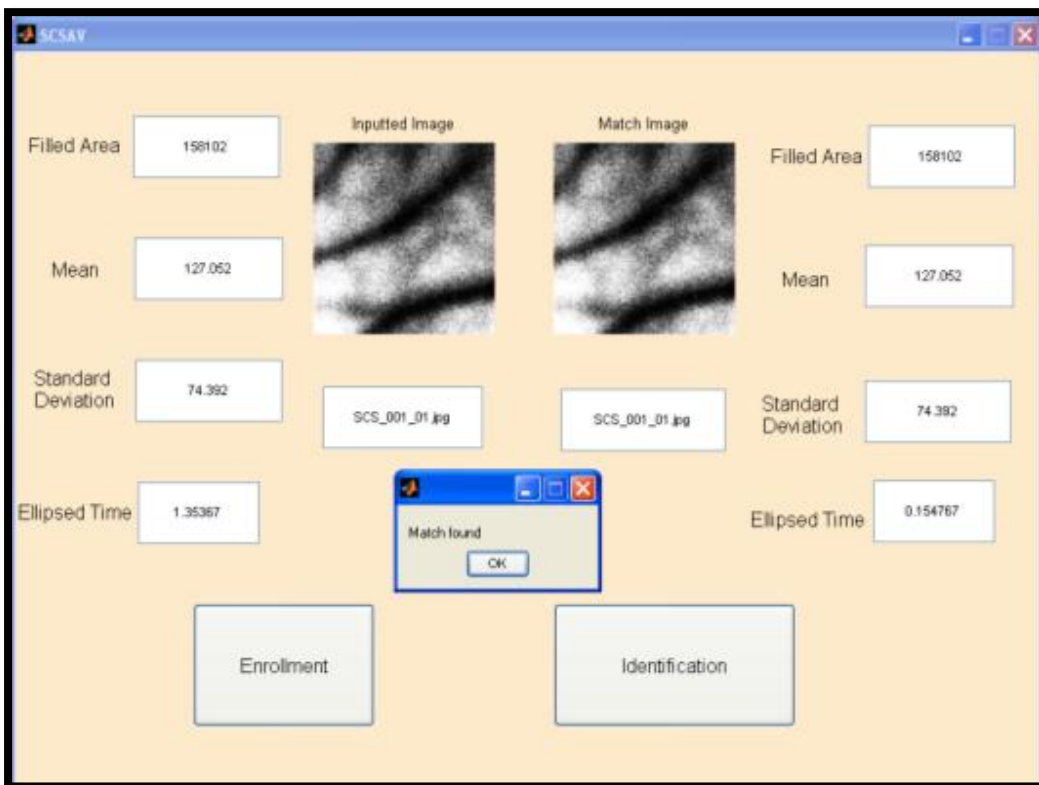 SCSAV
Inputted Image
Match Image
Filled Area
158102
Filled Area
158102
Mean
127.052
Mean
127.052
Standard
Deviation
74.392
SCS_001_01.jpg
SCS_001_01.jpg
Standard
Deviation
74.392
Ellipsed Time
1.35367
Match found
OK
Ellipsed Time
0.154767
Enrollment
Identification